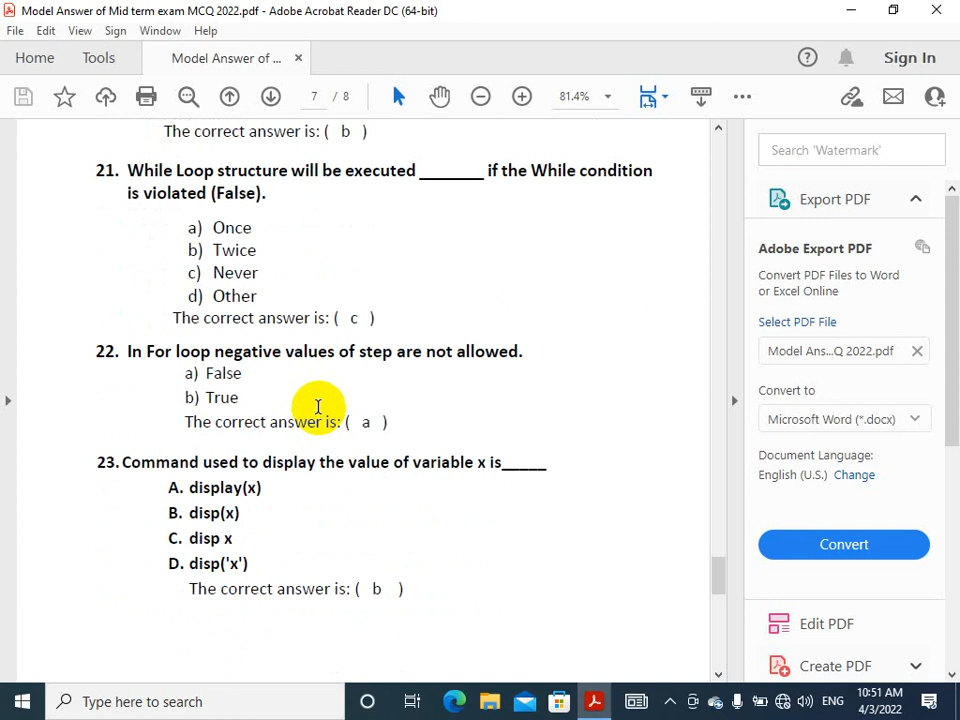 Model Answer of Mid term exam MCQ 2022.pdf - Adobe Acrobat Reader DC (64-bit)
File Edit View Sign Window Help
Home Tools Model Answer of ... × Sign In
7 / 8 81.4%
The correct answer is: ( b )
21. While Loop structure will be executed _______ if the While condition
is violated (False).
a) Once
b) Twice
c) Never
d) Other
The correct answer is: ( c )
22. In For loop negative values of step are not allowed.
a) False
b) True
The correct answer is: ( a )
23. Command used to display the value of variable x is_____
A. display(x)
B. disp(x)
C. disp x
D. disp('x')
The correct answer is: ( b )
Search 'Watermark'
Export PDF
Adobe Export PDF
Convert PDF Files to Word
or Excel Online
Select PDF File
Model Ans...Q 2022.pdf
Convert to
Microsoft Word (*.docx)
Document Language:
English (U.S.) Change
Convert
Edit PDF
Create PDF
Type here to search
ENG
10:51 AM
4/3/2022